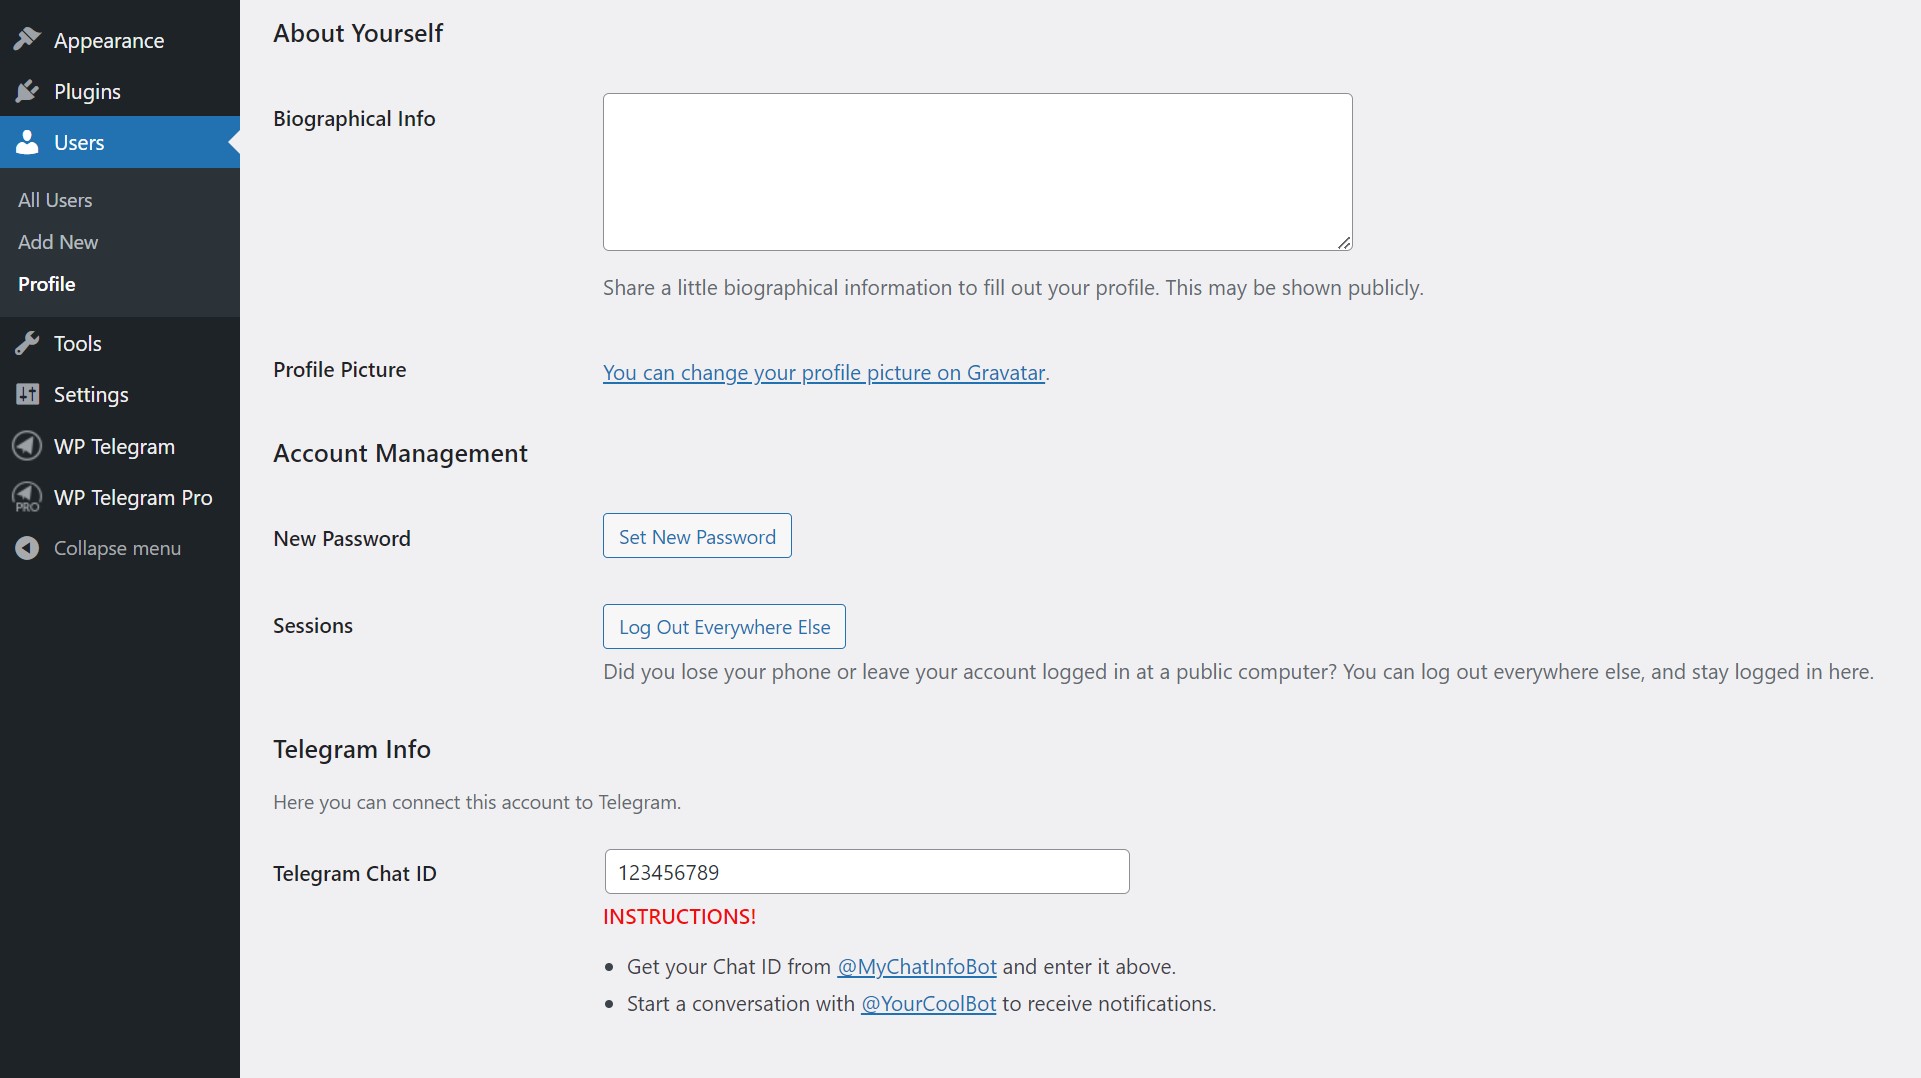 Appearance
Plugins
Users
All Users
Add New
Profile
Tools
Settings
WP Telegram
PRO
WP Telegram Pro
Collapse menu
About Yourself
Biographical Info
Share a little biographical information to fill out your profile. This may be shown publicly.
Profile Picture
You can change your profile picture on Gravatar.
Account Management
New Password
Set New Password
Sessions
Log Out Everywhere Else
Did you lose your phone or leave your account logged in at a public computer? You can log out everywhere else, and stay logged in here.
Telegram Info
Here you can connect this account to Telegram.
Telegram Chat ID
123456789
INSTRUCTIONS!
• Get your Chat ID from @MyChatInfoBot and enter it above.
• Start a conversation with @YourCoolBot to receive notifications.